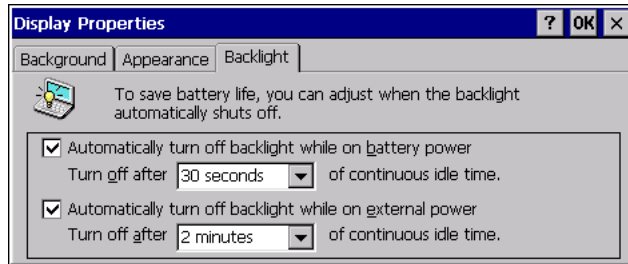 Display Properties ? OK ×
Background Appearance Backlight
To save battery life, you can adjust when the backlight
automatically shuts off.
Automatically turn off backlight while on battery power
Turn off after 30 seconds of continuous idle time.
Automatically turn off backlight while on external power
Turn off after 2 minutes of continuous idle time.